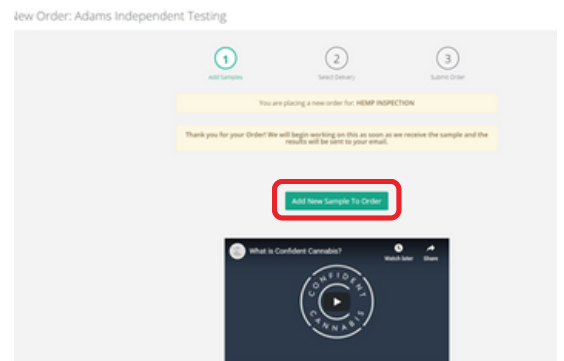 New Order: Adams Independent Testing
1
2
3
Add Samples
Select Delivery
Submit Order
You are placing a new order for: HEMP INSPECTION
Thank you for your Order! We will begin working on this as soon as we receive the sample and the
results will be sent to your email.
Add New Sample To Order
What is Confident Cannabis?
Watch later
Share
CONFIDENT
CANNABIS